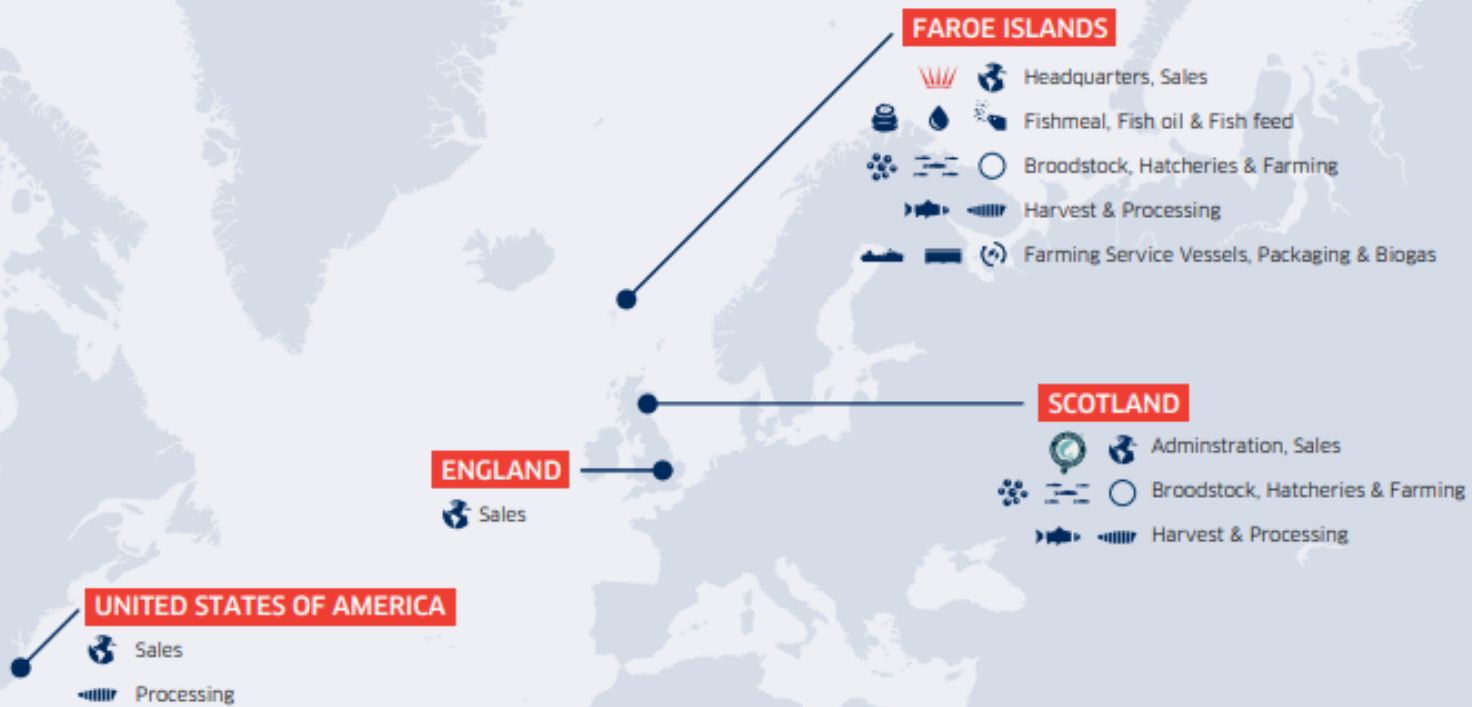 FAROE ISLANDS
Headquarters, Sales
Fishmeal, Fish oil & Fish feed
Broodstock, Hatcheries & Farming
Harvest & Processing
Farming Service Vessels, Packaging & Biogas
SCOTLAND
Adminstration, Sales
Broodstock, Hatcheries & Farming
Harvest & Processing
ENGLAND
Sales
UNITED STATES OF AMERICA
Sales
Processing